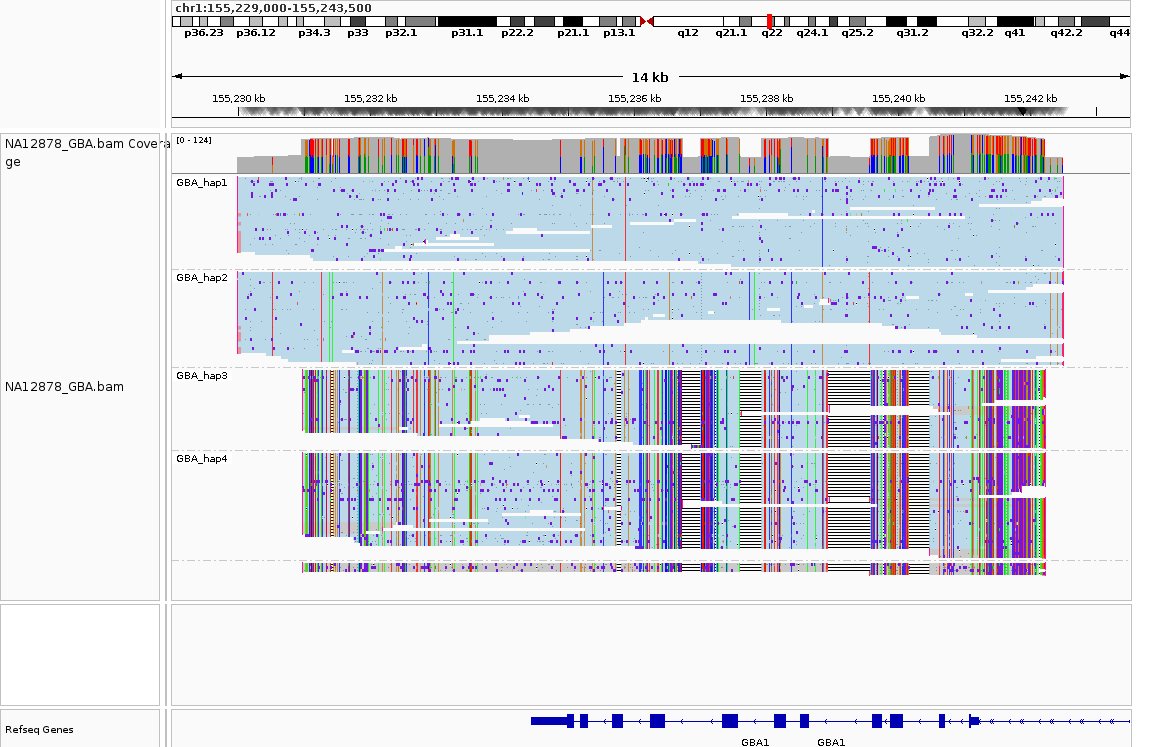 chr1:155,229,000-155,243,500
p36.23 p36.12 p34.3 p33 p32.1 p31.1 p22.2 p21.1 p13.1 q12 q21.1 q22 q24.1 q25.2 q31.2 q32.2 q41 q42.2 q44
14 kb
155,230 kb 155,232 kb 155,234 kb 155,236 kb 155,238 kb 155,240 kb 155,242 kb
NA12878_GBA.bam Covera
ge
[0 - 124]
GBA_hap1
GBA_hap2
GBA_hap3
NA12878_GBA.bam
GBA_hap4
Refseq Genes
GBA1 GBA1